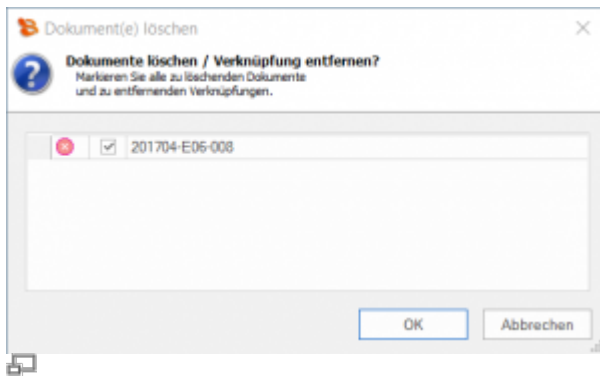 Dokument(e) löschen
Dokumente löschen / Verknüpfung entfernen?
Markieren Sie alle zu löschenden Dokumente
und zu entfernenden Verknüpfungen.
201704-E06-008
OK
Abbrechen